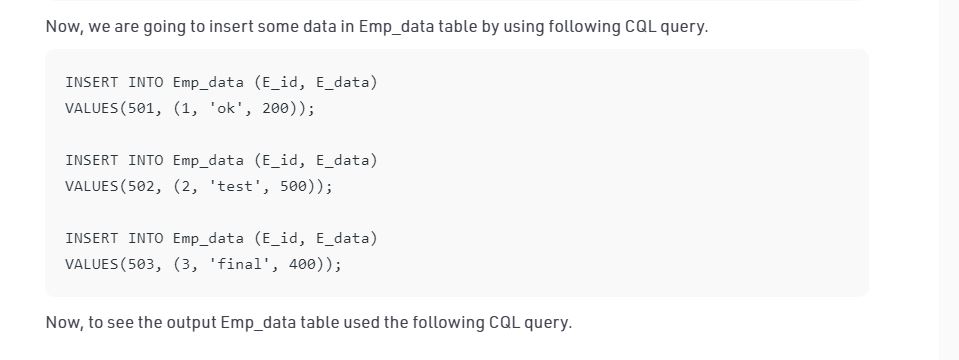 Now, we are going to insert some data in Emp_data table by using following CQL query.
INSERT INTO Emp_data (E_id, E_data)
VALUES(501, (1, 'ok', 200));
INSERT INTO Emp_data (E_id, E_data)
VALUES(502, (2, 'test', 500));
INSERT INTO Emp_data (E_id, E_data)
VALUES(503, (3, 'final', 400));
Now, to see the output Emp_data table used the following CQL query.